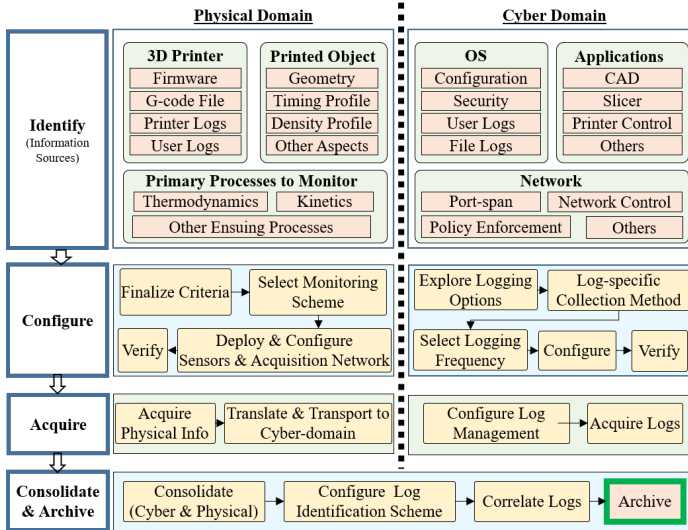 Physical Domain
Cyber Domain
Identify
(Information
Sources)
3D Printer
Firmware
G-code File
Printer Logs
User Logs
Printed Object
Geometry
Timing Profile
Density Profile
Other Aspects
Primary Processes to Monitor
Thermodynamics
Kinetics
Other Ensuing Processes
OS
Configuration
Security
User Logs
File Logs
Applications
CAD
Slicer
Printer Control
Others
Network
Port-span
Network Control
Policy Enforcement
Others
Configure
Finalize Criteria
Select Monitoring
Scheme
Verify
Deploy & Configure
Sensors & Acquisition Network
Explore Logging
Options
Log-specific
Collection Method
Select Logging
Frequency
Configure
Verify
Acquire
Acquire
Physical Info
Translate & Transport to
Cyber-domain
Configure Log
Management
Acquire Logs
Consolidate
& Archive
Consolidate
(Cyber & Physical)
Configure Log
Identification Scheme
Correlate Logs
Archive